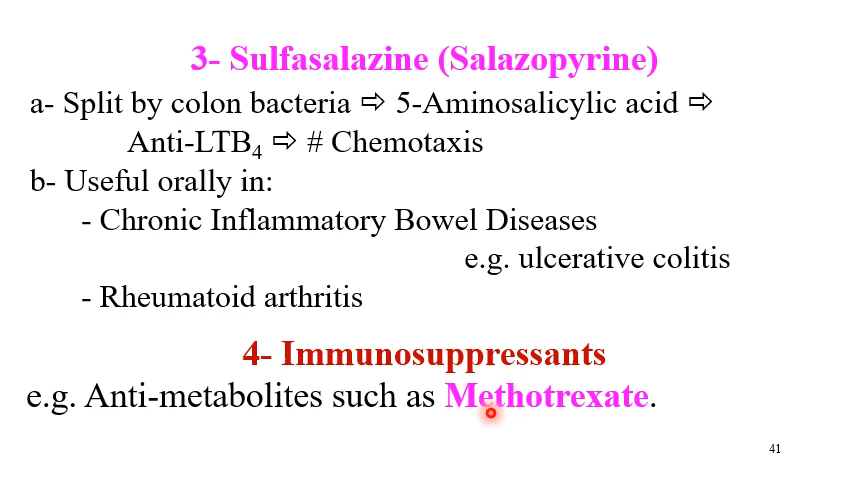 3- Sulfasalazine (Salazopyrine)
a- Split by colon bacteria ⇨ 5-Aminosalicylic acid ⇨
Anti-LTB₄ ⇨ # Chemotaxis
b- Useful orally in:
- Chronic Inflammatory Bowel Diseases
e.g. ulcerative colitis
- Rheumatoid arthritis
4- Immunosuppressants
e.g. Anti-metabolites such as Methotrexate.
41